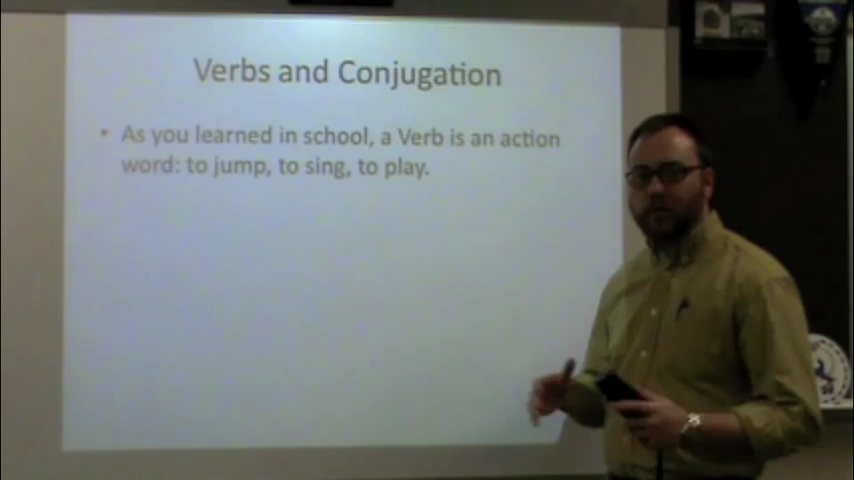 Verbs and Conjugation
• As you learned in school, a Verb is an action
word: to jump, to sing, to play.